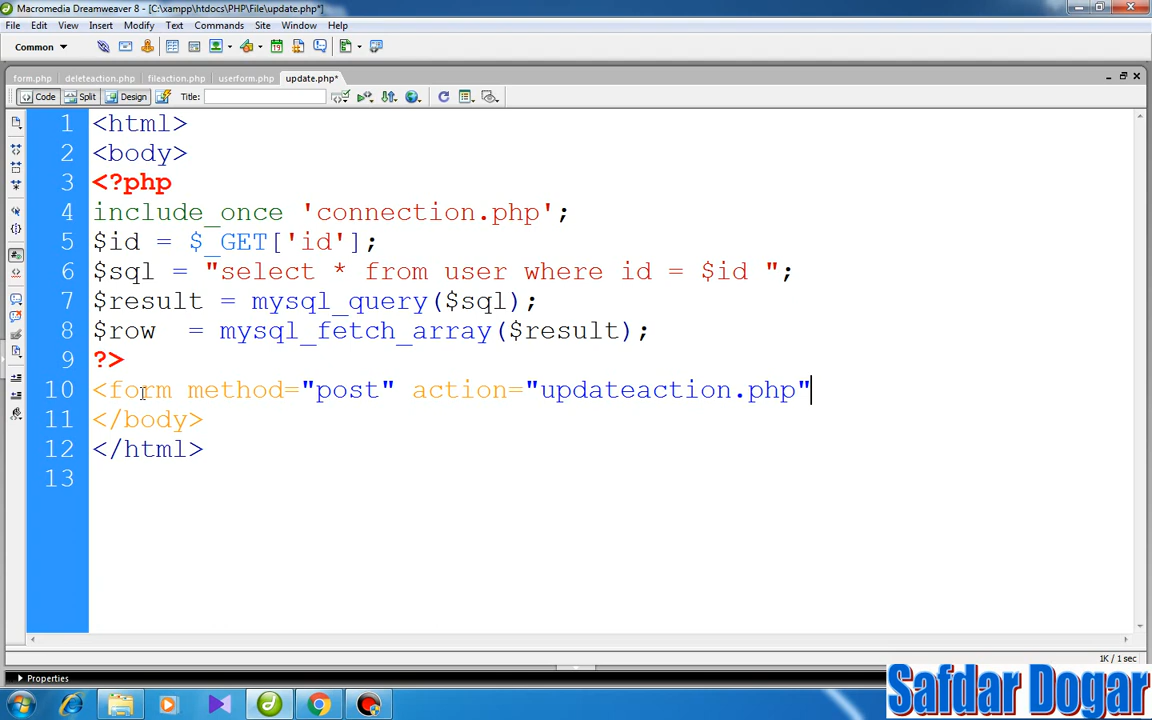 Macromedia Dreamweaver 8 - [C:\xampp\htdocs\PHP\File\update.php*]
File Edit View Insert Modify Text Commands Site Window Help
Common
form.php deleteaction.php fileaction.php userform.php update.php*
Code Split Design Title:
1 <html>
2 <body>
3 <?php
4 include_once 'connection.php';
5 $id = $_GET['id'];
6 $sql = "select * from user where id = $id ";
7 $result = mysql_query($sql);
8 $row  = mysql_fetch_array($result);
9 ?>
10 <form method="post" action="updateaction.php"
11 </body>
12 </html>
13
1K / 1 sec
Properties
Safdar Dogar